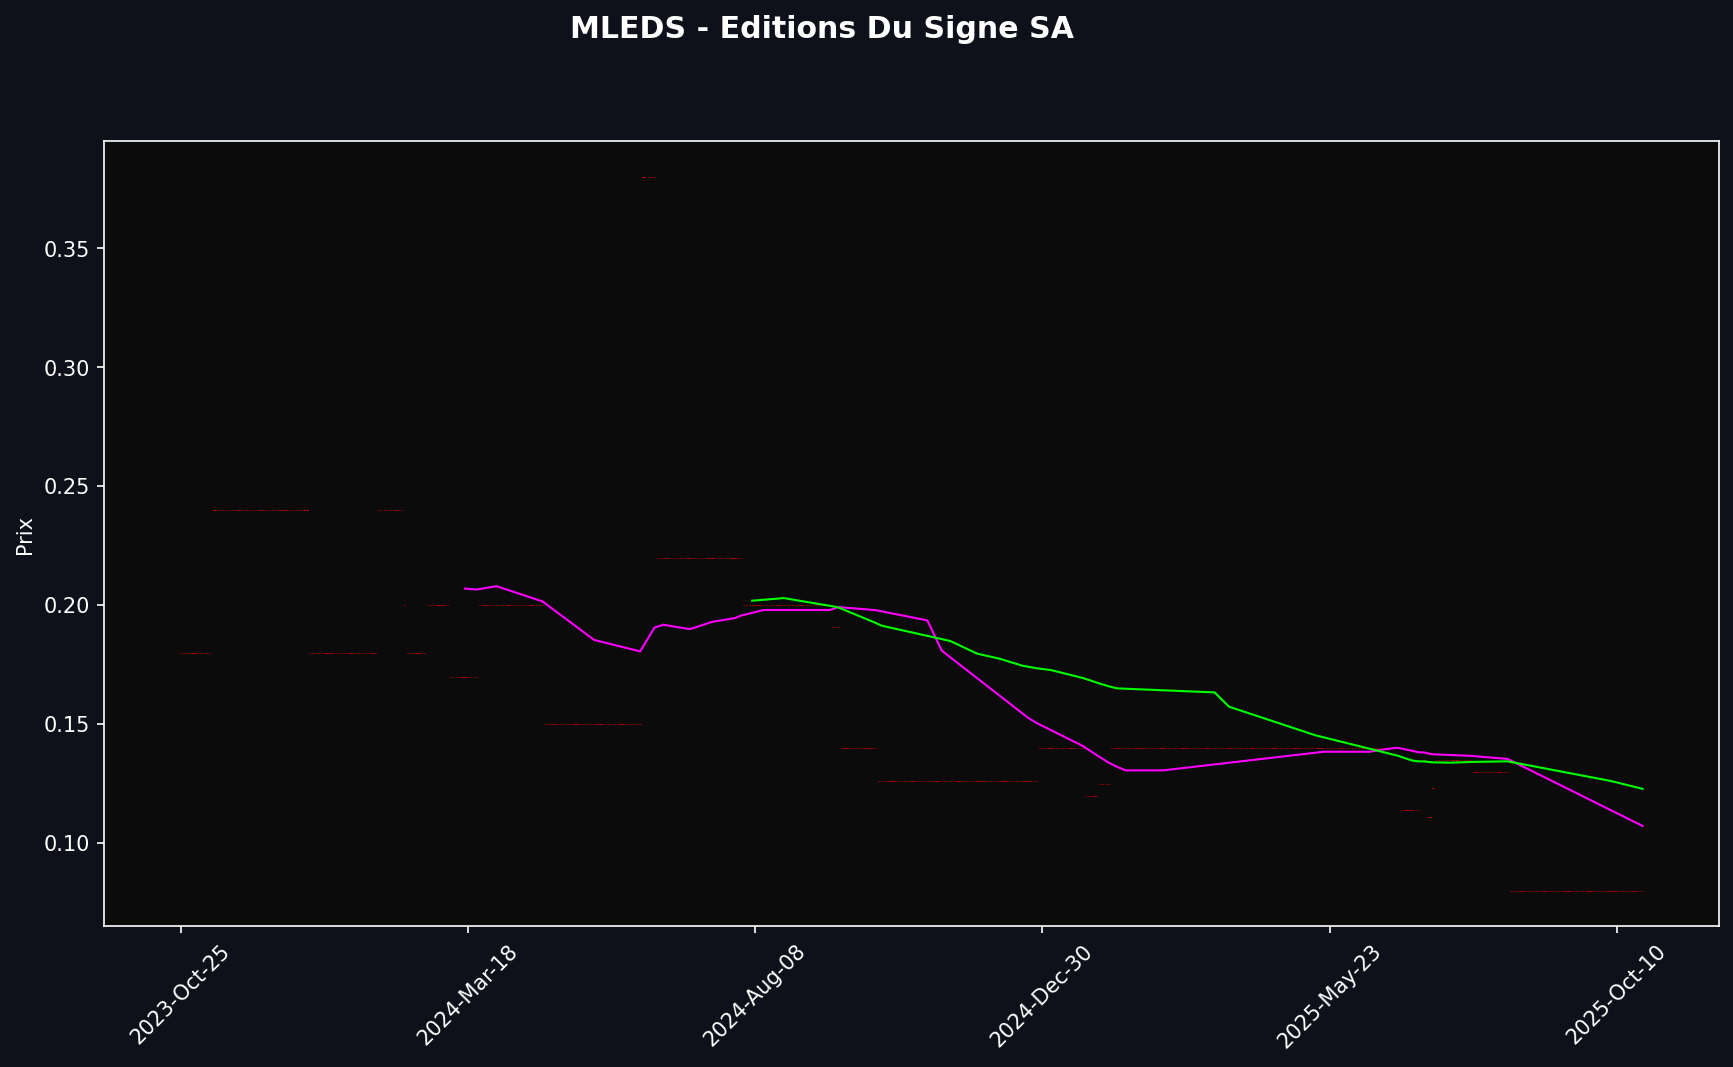 MLEDS - Editions Du Signe SA
Prix
0.35
0.30
0.25
0.20
0.15
0.10
2023-Oct-25
2024-Mar-18
2024-Aug-08
2024-Dec-30
2025-May-23
2025-Oct-10